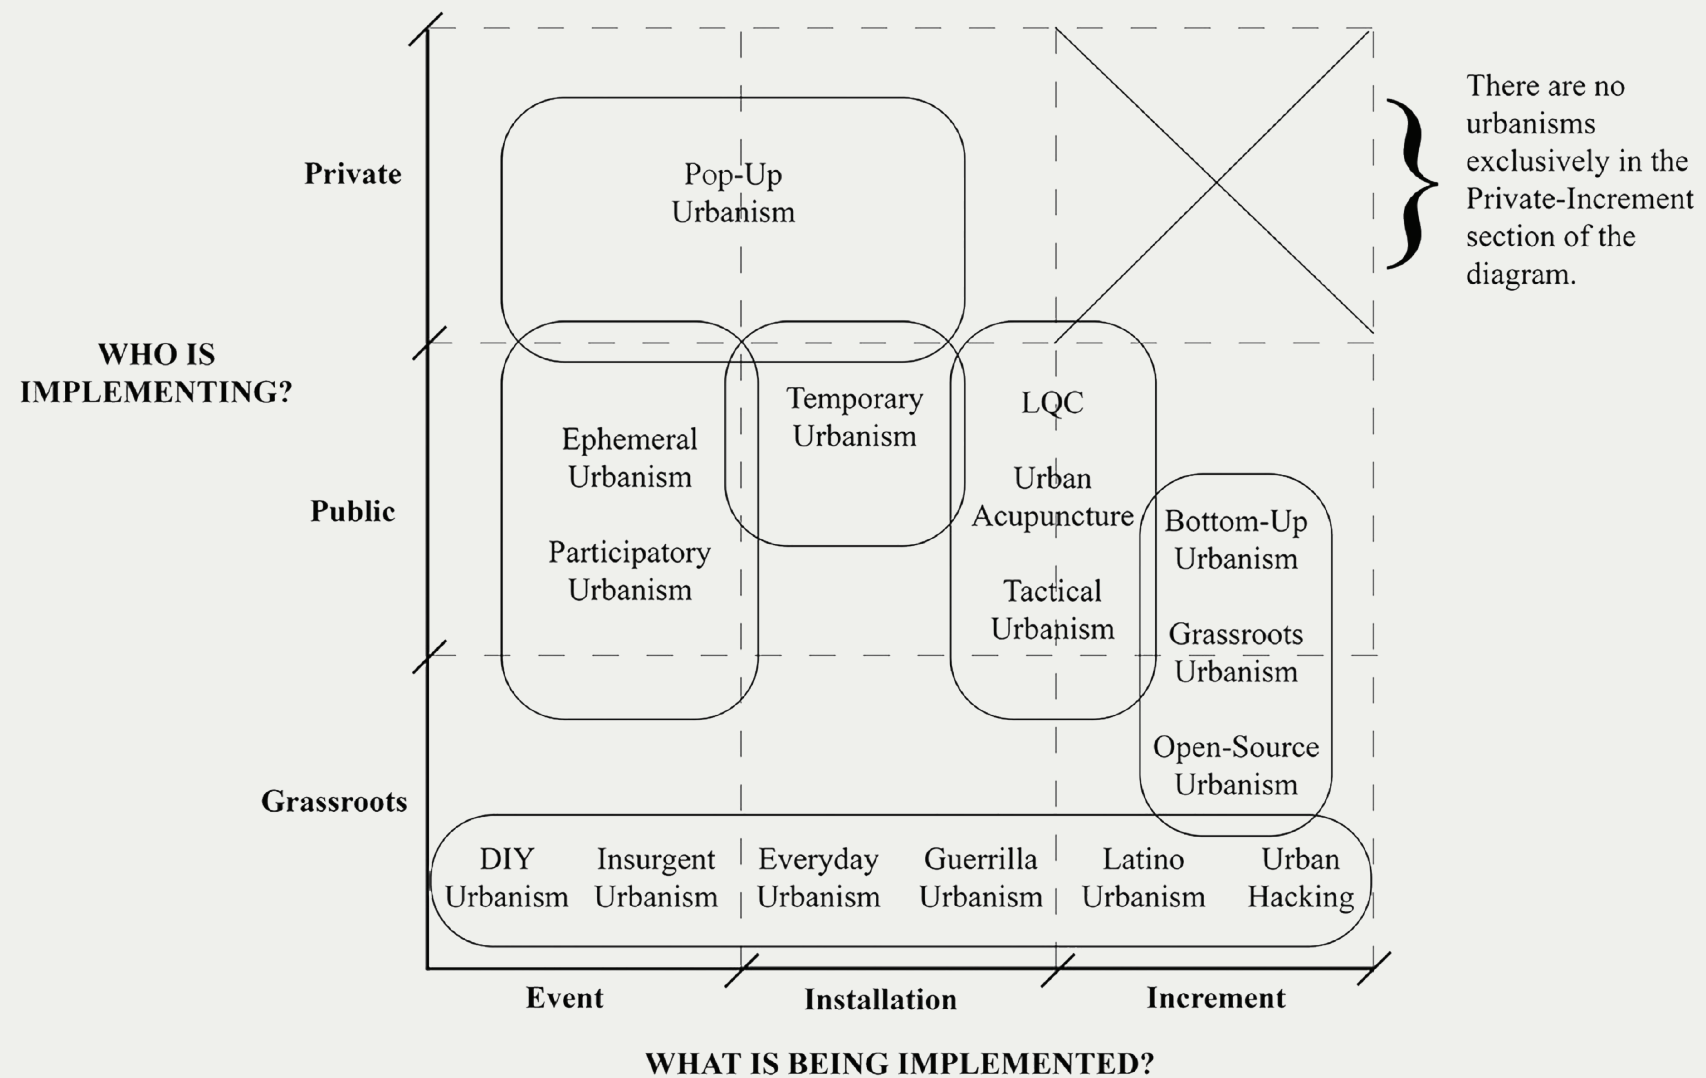 There are no
urbanisms
exclusively in the
Private-Increment
section of the
diagram.
Private
Pop-Up
Urbanism
WHO IS
IMPLEMENTING?
Public
Ephemeral
Urbanism
Participatory
Urbanism
Temporary
Urbanism
LQC
Urban
Acupuncture
Tactical
Urbanism
Bottom-Up
Urbanism
Grassroots
Urbanism
Open-Source
Urbanism
Grassroots
DIY
Urbanism
Insurgent
Urbanism
Everyday
Urbanism
Guerrilla
Urbanism
Latino
Urbanism
Urban
Hacking
Event
Installation
Increment
WHAT IS BEING IMPLEMENTED?